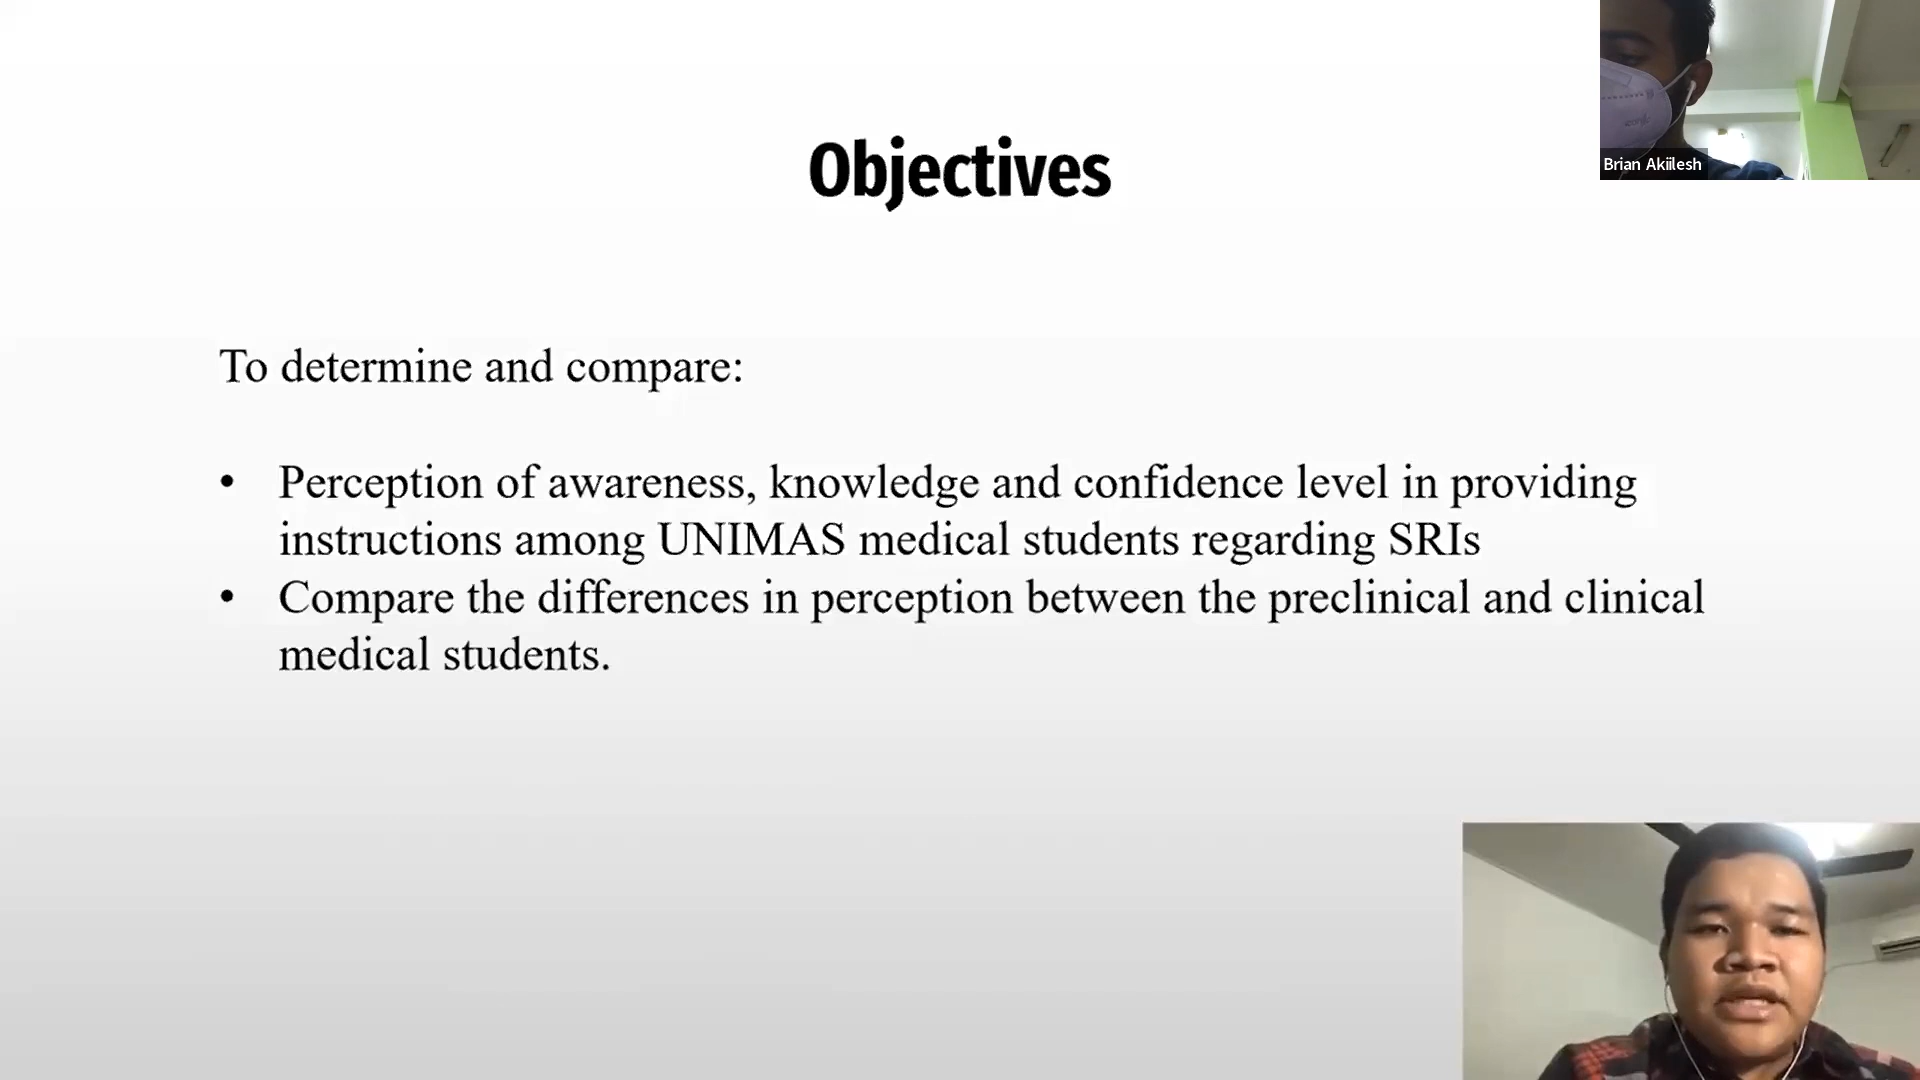 Objectives
Brian Akiilesh
To determine and compare:
• Perception of awareness, knowledge and confidence level in providing
instructions among UNIMAS medical students regarding SRIs
• Compare the differences in perception between the preclinical and clinical
medical students.